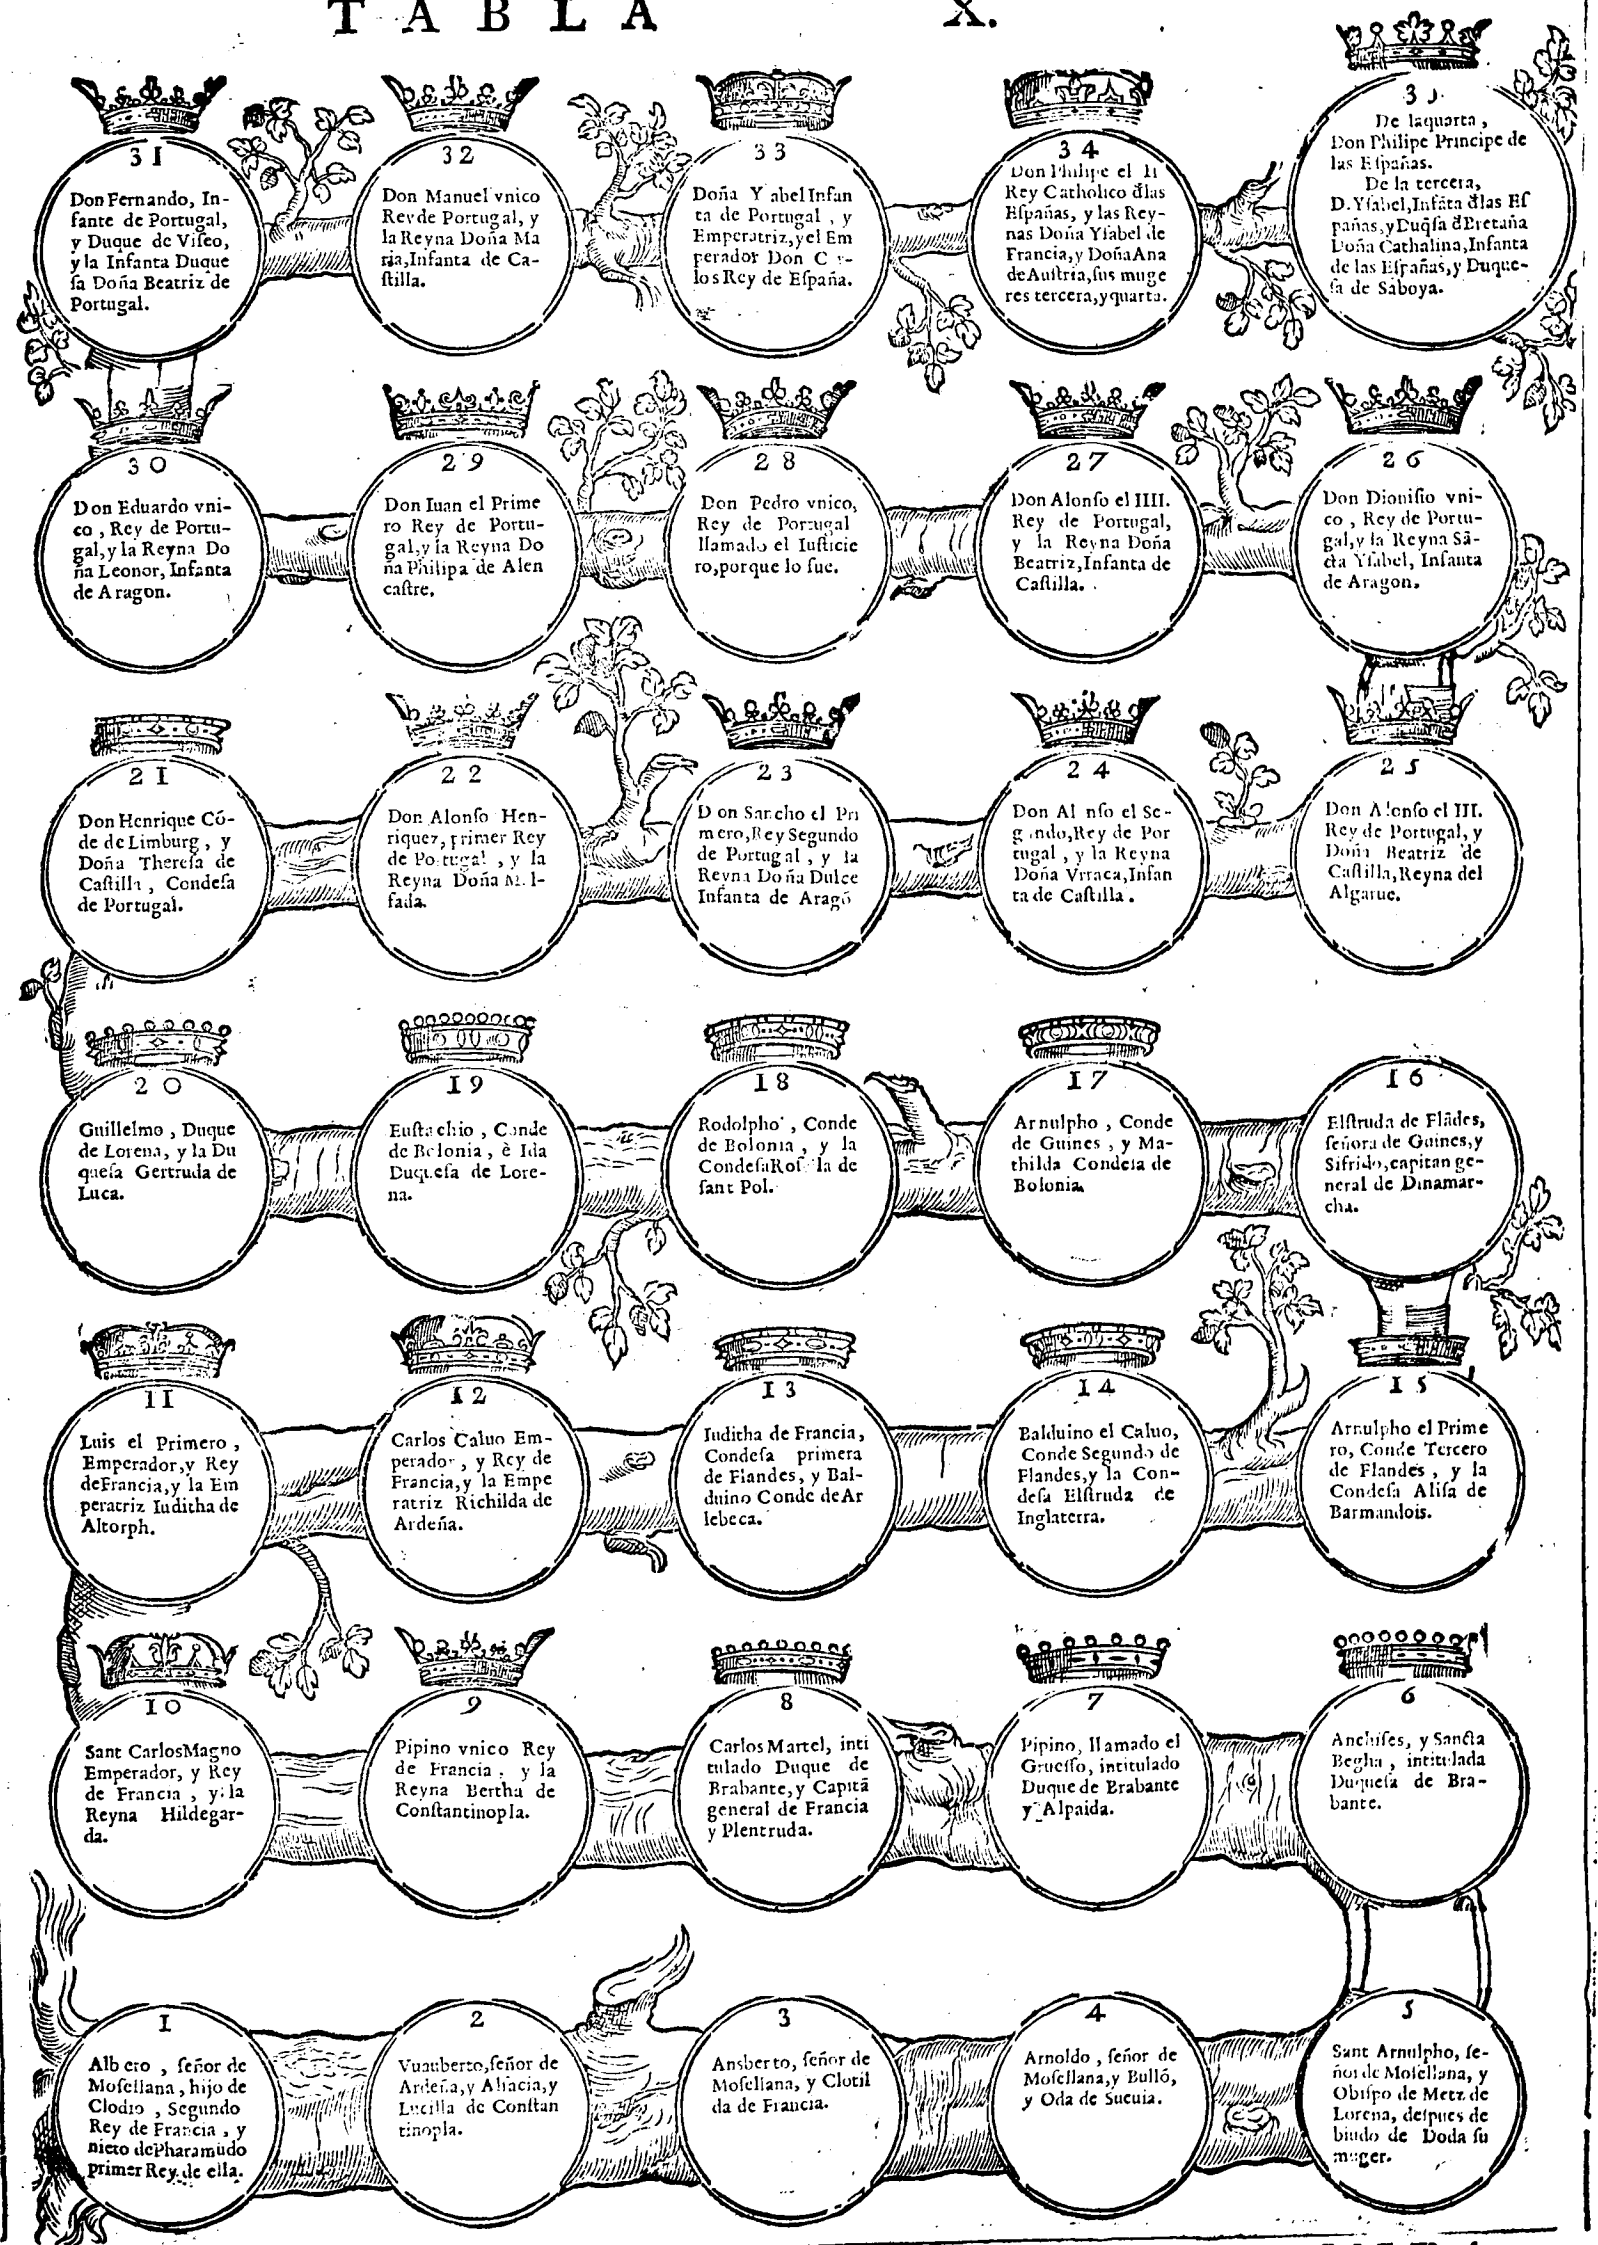 TABLA X.
31
Don Fernando, In-
fante de Portugal,
y Duque de Viſeo,
y la Infanta Duque
ſa Doña Beatriz de
Portugal.
32
Don Manuel vnico
Rey de Portugal, y
la Reyna Doña Ma
ria, Infanta de Ca-
ſtilla.
33
Doña Y abel Infan
ta de Portugal, y
Emperatriz, y el Em
perador Don C r-
los Rey de Eſpaña.
34
Don Philipe el II
Rey Catholico d̃las
Eſpañas, y las Rey-
nas Doña Yſabel de
Francia, y Doña Ana
de Auſtria, ſus muge
res tercera, y quarta.
35
De la quarta,
Don Philipe Principe de
las Eſpañas.
De la tercera,
D. Yſabel, Infãta d̃las Eſ
pañas, y Duq̃ſa d̃ Bretaña
Doña Cathalina, Infanta
de las Eſpañas, y Duque-
ſa de Saboya.
30
Don Eduardo vni-
co, Rey de Portu-
gal, y la Reyna Do
ña Leonor, Infanta
de Aragon.
29
Don Iuan el Prime
ro Rey de Portu-
gal, y la Reyna Do
ña Philipa de Alen
caſtre.
28
Don Pedro vnico,
Rey de Portugal
llamado el Iuſticie
ro, porque lo fue.
27
Don Alonſo el IIII.
Rey de Portugal,
y la Reyna Doña
Beatriz, Infanta de
Caſtilla.
26
Don Dioniſio vni-
co, Rey de Portu-
gal, y la Reyna Sã-
cta Yſabel, Infanta
de Aragon.
21
Don Henrique Cõ-
de de Limburg, y
Doña Thereſa de
Caſtilla, Condeſa
de Portugal.
22
Don Alonſo Hen-
riquez, primer Rey
de Portugal, y la
Reyna Doña Mal-
fada.
23
Don Sancho el Pri
mero, Rey Segundo
de Portugal, y la
Reyna Doña Dulce
Infanta de Aragõ
24
Don Al nſo el Se-
g ndo, Rey de Por
tugal, y la Reyna
Doña Vrraca, Infan
ta de Caſtilla.
25
Don Alonſo el III.
Rey de Portugal, y
Doña Beatriz de
Caſtilla, Reyna del
Algarue.
20
Guillelmo, Duque
de Lorena, y la Du
queſa Gertruda de
Luca.
19
Euſtachio, Conde
de Bolonia, è Ida
Duqueſa de Lore-
na.
18
Rodolpho, Conde
de Bolonia, y la
Condeſa Roſ la de
ſant Pol.
17
Arnulpho, Conde
de Guines, y Ma-
thilda Condeſa de
Bolonia.
16
Elſtruda de Flãdes,
ſeñora de Guines, y
Sifrido, capitan ge-
neral de Dinamar-
cha.
11
Luis el Primero,
Emperador, y Rey
de Francia, y la Em
peratriz Iuditha de
Altorph.
12
Carlos Caluo Em-
perador, y Rey de
Francia, y la Empe
ratriz Richilda de
Ardeña.
13
Iuditha de Francia,
Condeſa primera
de Flandes, y Bal-
duino Conde de Ar
lebeca.
14
Balduino el Caluo,
Conde Segundo de
Flandes, y la Con-
deſa Elſtruda de
Inglaterra.
15
Arnulpho el Prime
ro, Conde Tercero
de Flandes, y la
Condeſa Aliſa de
Barmandois.
10
Sant Carlos Magno
Emperador, y Rey
de Francia, y la
Reyna Hildegar-
da.
9
Pipino vnico Rey
de Francia, y la
Reyna Bertha de
Conſtantinopla.
8
Carlos Martel, inti
tulado Duque de
Brabante, y Capitã
general de Francia
y Plentruda.
7
Pipino, llamado el
Grueſſo, intitulado
Duque de Brabante
y Alpaida.
6
Anchiſes, y Sancta
Begha, intitulada
Duqueſa de Bra-
bante.
1
Albero, ſeñor de
Moſellana, hijo de
Clodio, Segundo
Rey de Francia, y
nieto de Pharamũdo
primer Rey de ella.
2
Vuauberto, ſeñor de
Ardeña, y Alſacia, y
Lucilla de Conſtan
tinopla.
3
Ansberto, ſeñor de
Moſellana, y Clotil
da de Francia.
4
Arnoldo, ſeñor de
Moſellana, y Bullõ,
y Oda de Sueuia.
5
Sant Arnulpho, ſe-
ñor de Moſellana, y
Obiſpo de Metz de
Lorena, deſpues de
biudo de Doda ſu
muger.